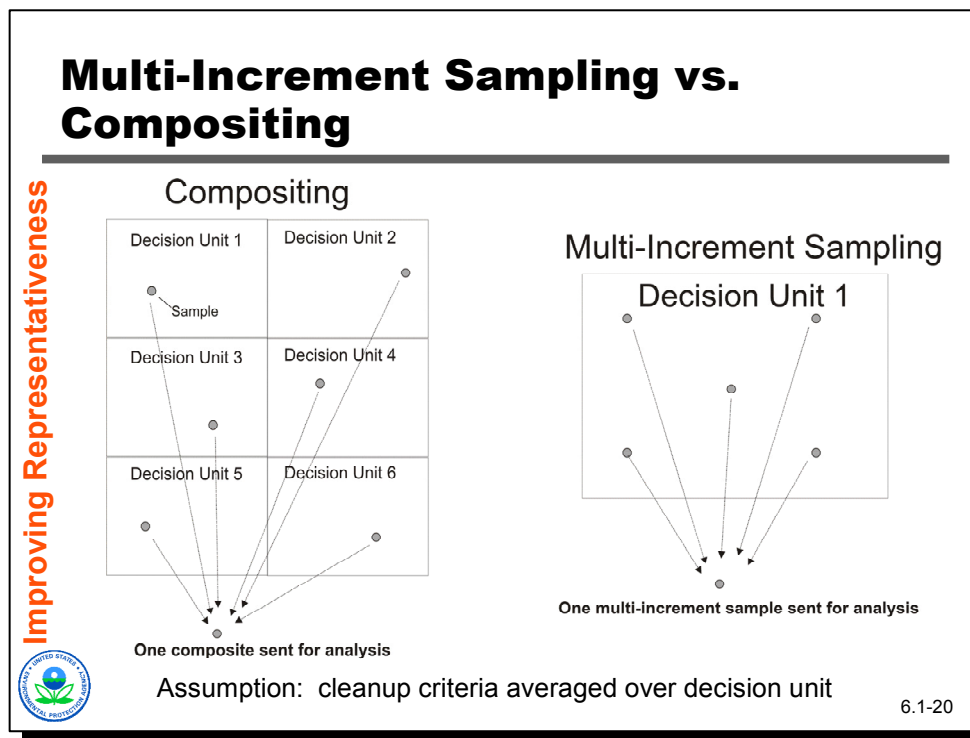 Multi-Increment Sampling vs.
Compositing
Improving Representativeness
Compositing
Decision Unit 1
Decision Unit 2
Sample
Decision Unit 3
Decision Unit 4
Decision Unit 5
Decision Unit 6
One composite sent for analysis
Multi-Increment Sampling
Decision Unit 1
One multi-increment sample sent for analysis
UNITED STATES
ENVIRONMENTAL PROTECTION AGENCY
Assumption: cleanup criteria averaged over decision unit
6.1-20